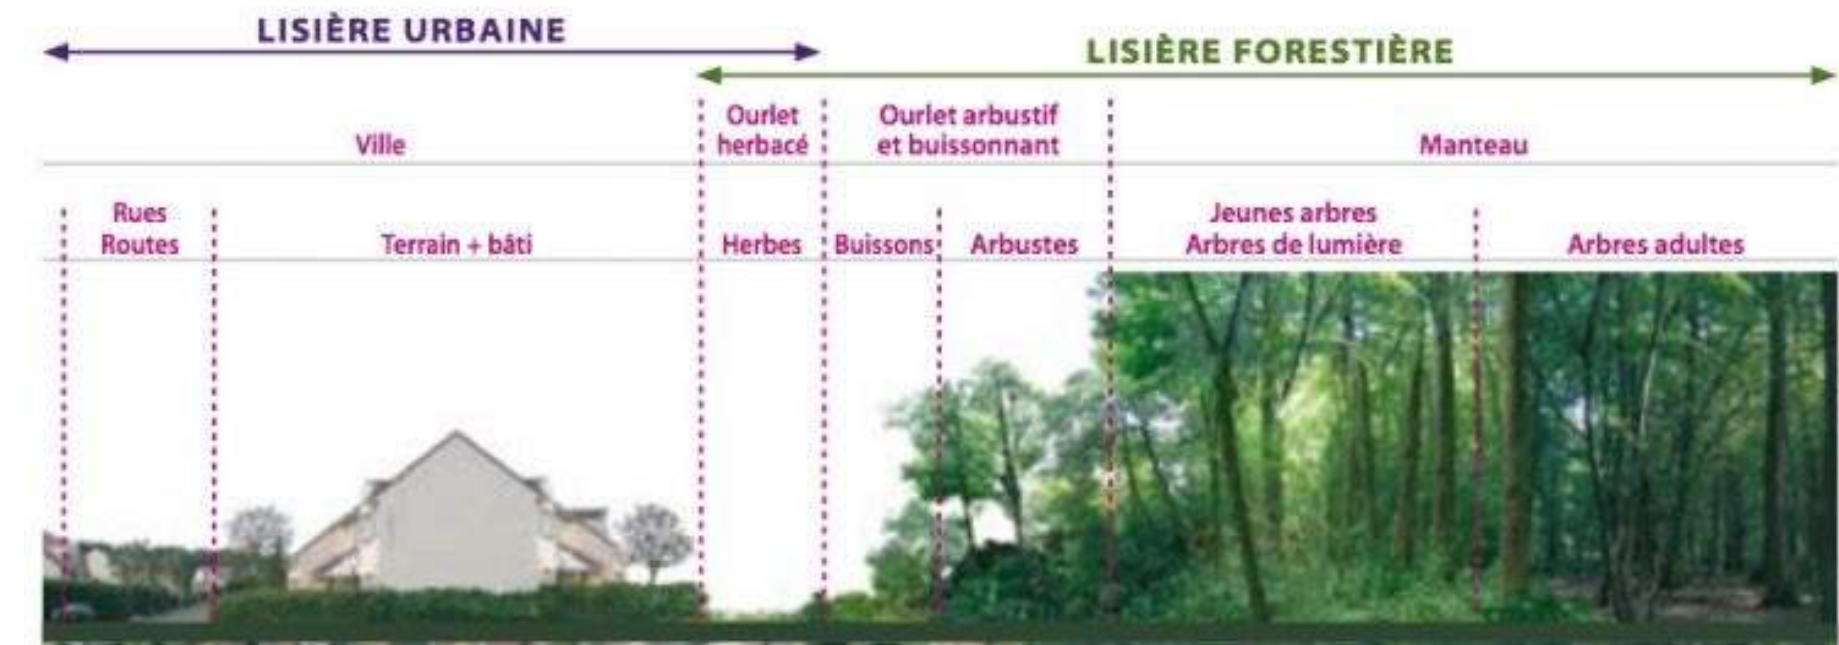 LISIÈRE URBAINE
LISIÈRE FORESTIÈRE
Ville
Ourlet
herbacé
Ourlet arbustif
et buissonnant
Manteau
Rues
Routes
Terrain + bâti
Herbes
Buissons
Arbustes
Jeunes arbres
Arbres de lumière
Arbres adultes